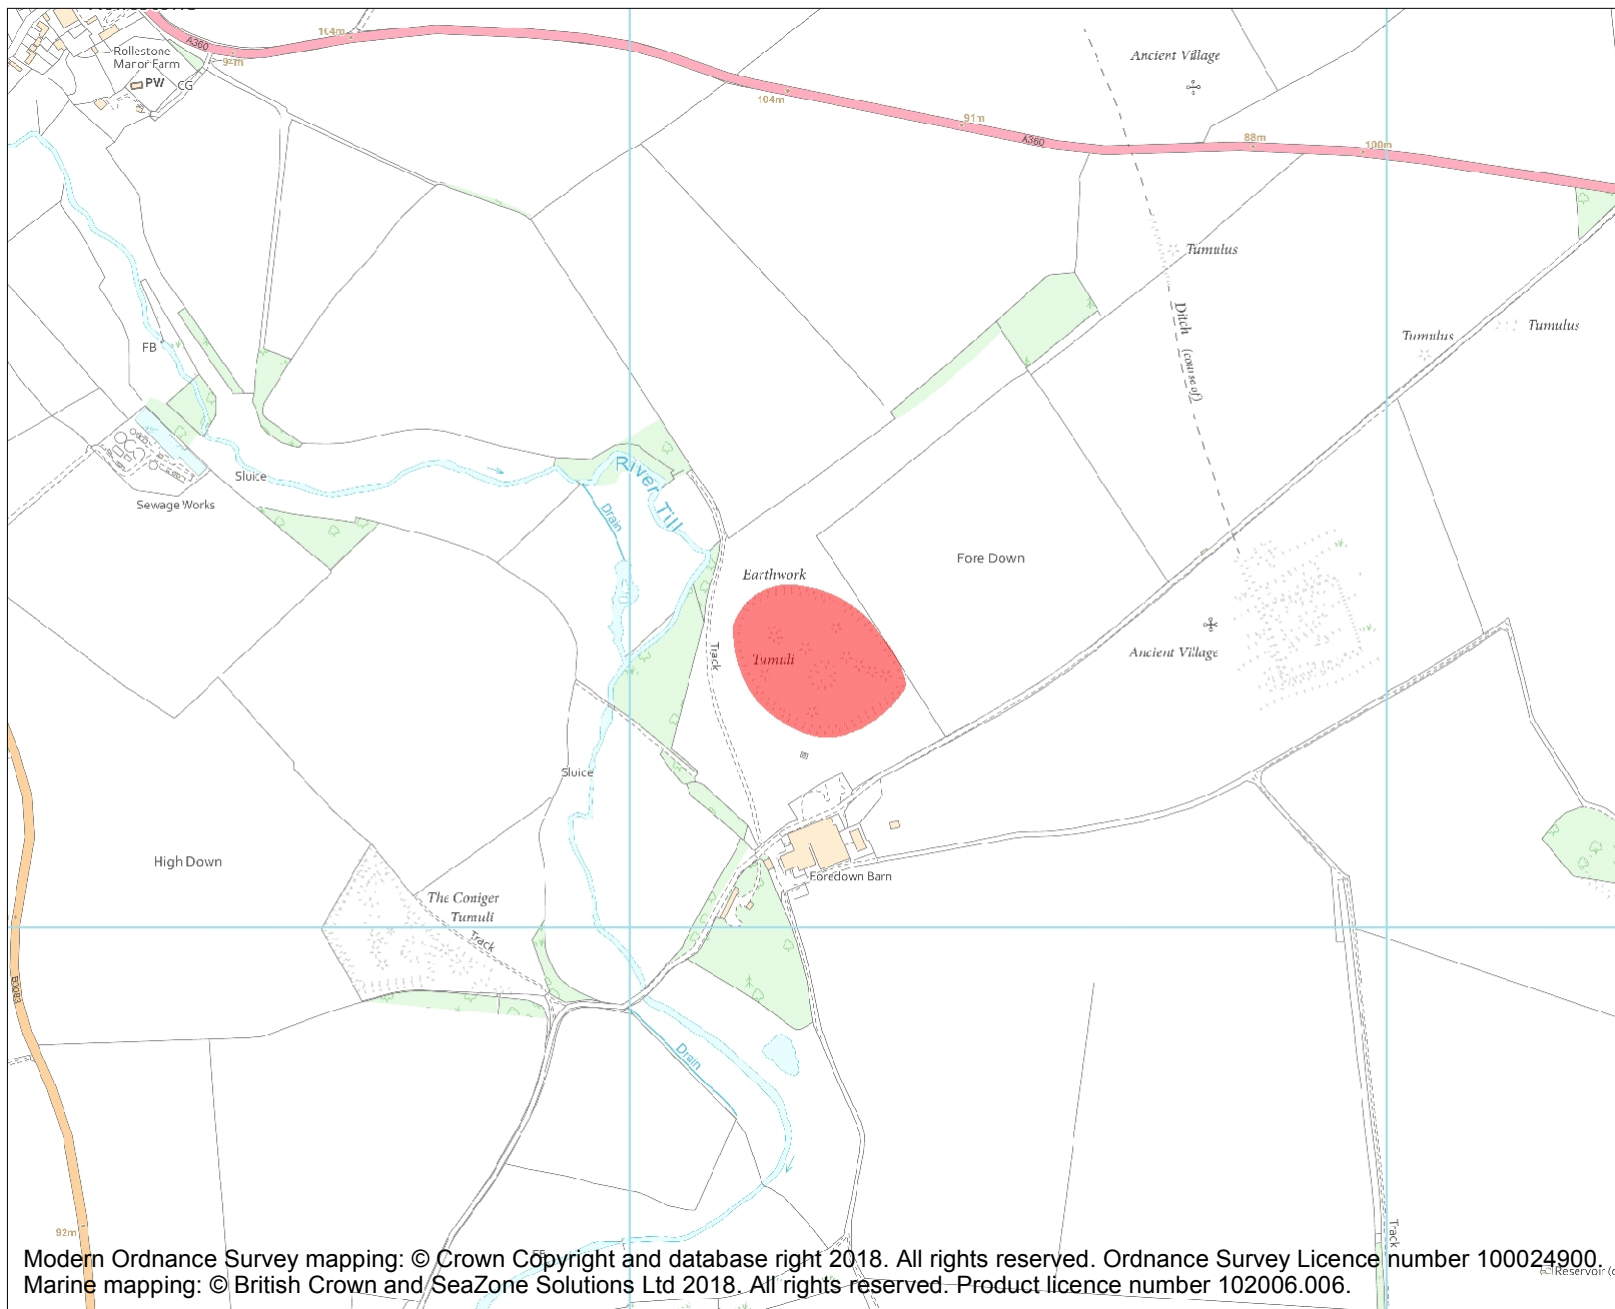 A360
104m
Rollestone
Manor Farm
94m
PW
CG
Ancient Village
104m
91m
A360
88m
100m
Tumulus
Ditch (course of)
Tumulus
Tumulus
FB
River Till
Sluice
Sewage Works
Drain
Fore Down
Earthwork
Track
Tumuli
Ancient Village
Sluice
High Down
Foredown Barn
The Coniger
Tumuli
Track
B3083
Drain
Track
92m
FB
Modern Ordnance Survey mapping: © Crown Copyright and database right 2018. All rights reserved. Ordnance Survey Licence number 100024900.
Marine mapping: © British Crown and SeaZone Solutions Ltd 2018. All rights reserved. Product licence number 102006.006.
Reservoir